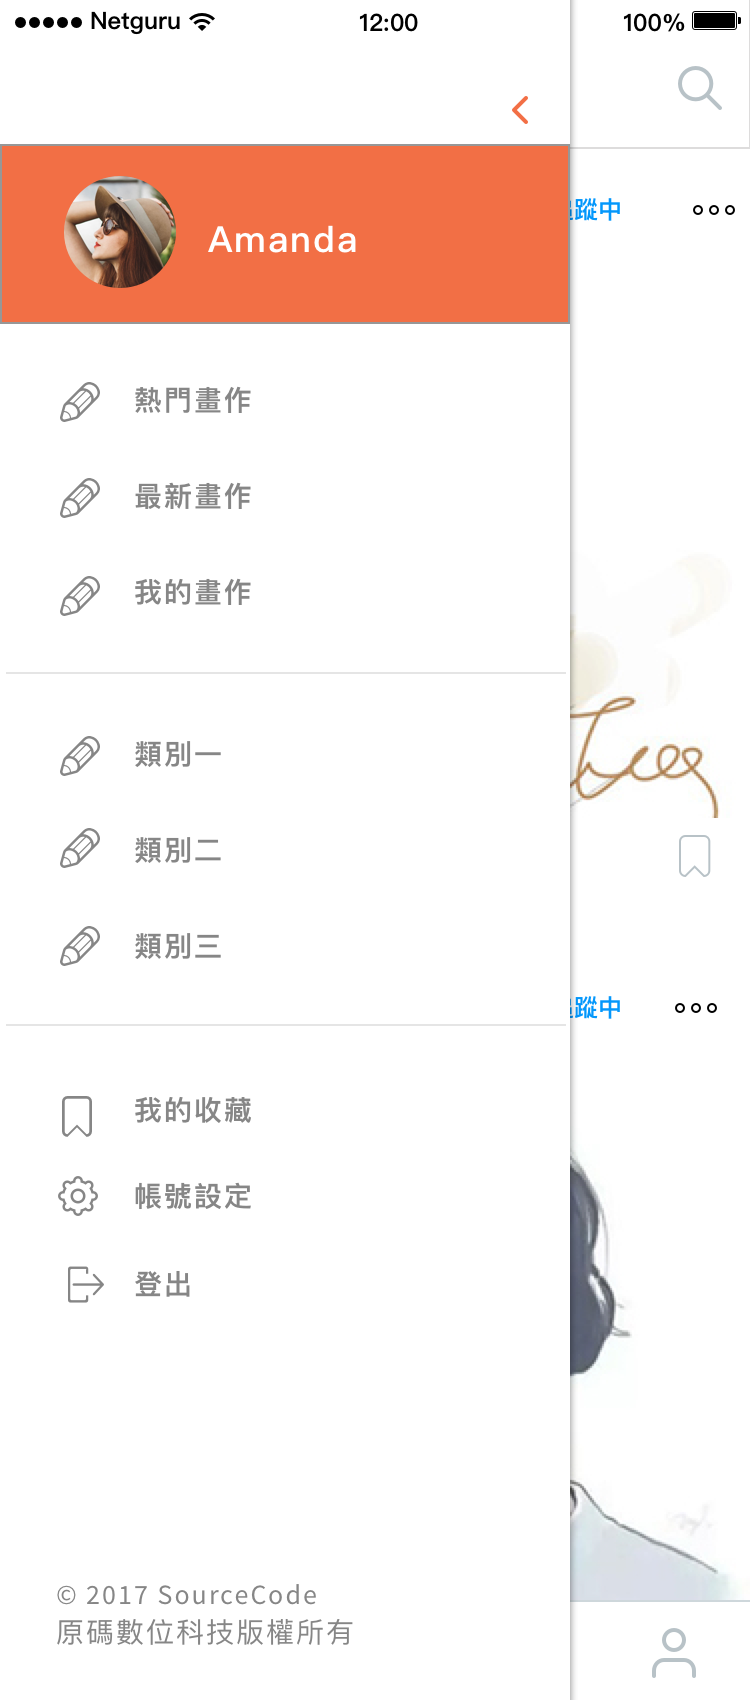 Netguru 12:00 100%
Amanda
追蹤中
熱門畫作
最新畫作
我的畫作
類別一
類別二
類別三
追蹤中
我的收藏
帳號設定
登出
© 2017 SourceCode
原碼數位科技版權所有